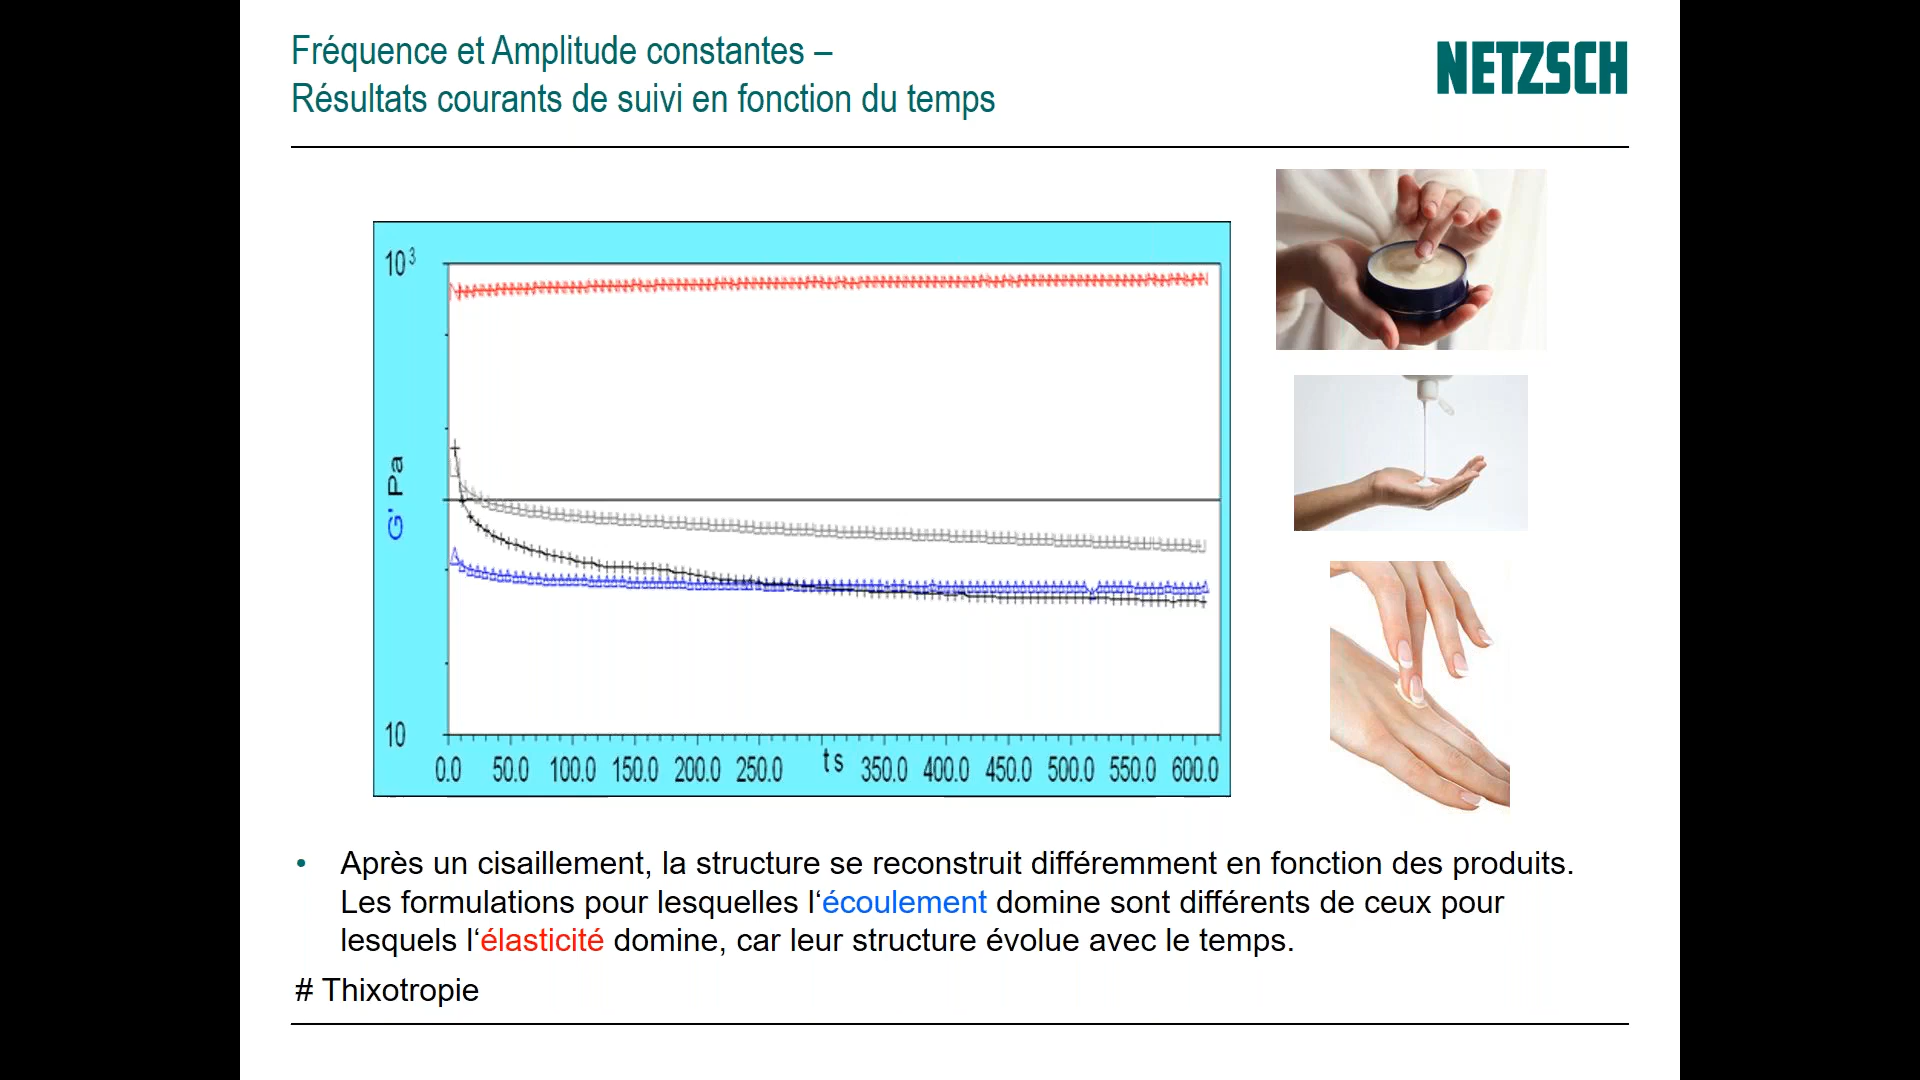 Fréquence et Amplitude constantes –
Résultats courants de suivi en fonction du temps
NETZSCH
10³
G' Pa
10
0.0 50.0 100.0 150.0 200.0 250.0 t s 350.0 400.0 450.0 500.0 550.0 600.0
• Après un cisaillement, la structure se reconstruit différemment en fonction des produits.
Les formulations pour lesquelles l‘écoulement domine sont différents de ceux pour
lesquels l‘élasticité domine, car leur structure évolue avec le temps.
# Thixotropie